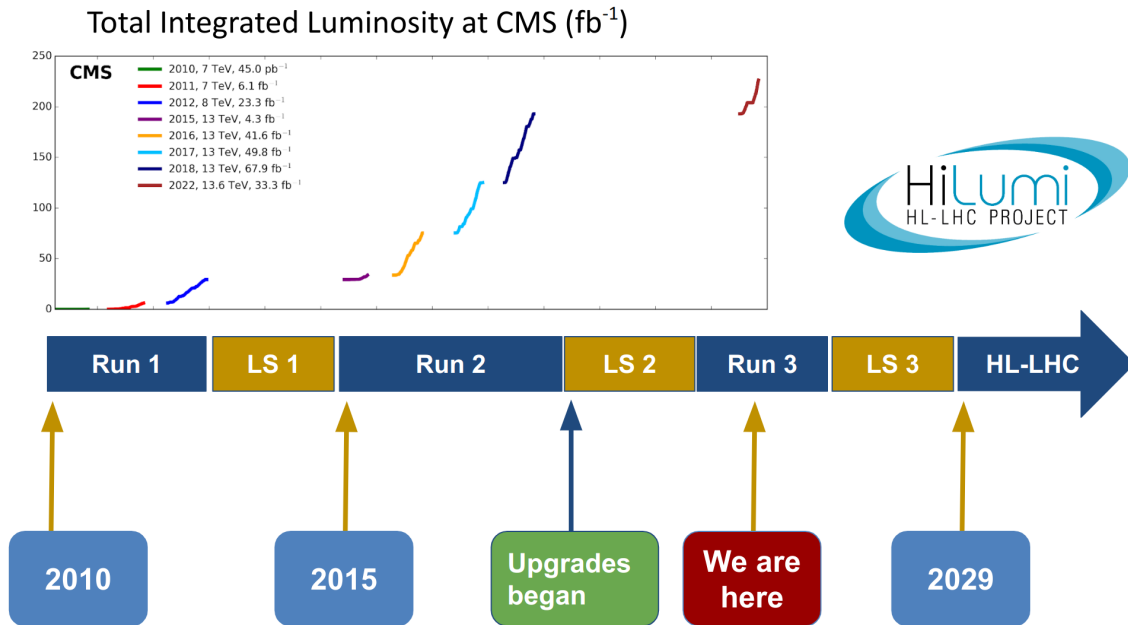 Total Integrated Luminosity at CMS (fb⁻¹)
250
200
150
100
50
0
CMS
2010, 7 TeV, 45.0 pb⁻¹
2011, 7 TeV, 6.1 fb⁻¹
2012, 8 TeV, 23.3 fb⁻¹
2015, 13 TeV, 4.3 fb⁻¹
2016, 13 TeV, 41.6 fb⁻¹
2017, 13 TeV, 49.8 fb⁻¹
2018, 13 TeV, 67.9 fb⁻¹
2022, 13.6 TeV, 33.3 fb⁻¹
HiLumi
HL-LHC PROJECT
Run 1
LS 1
Run 2
LS 2
Run 3
LS 3
HL-LHC
2010
2015
Upgrades
began
We are
here
2029